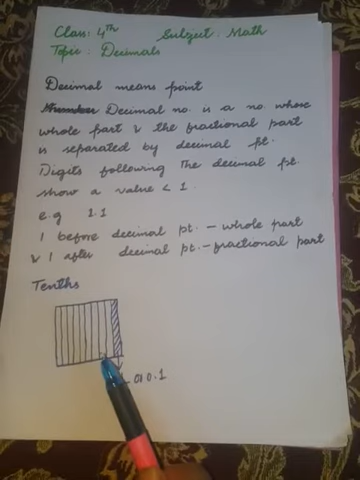 Class: 4th Subject: Math
Topic: Decimals
Decimal means point
Decimal no. is a no. whose
whole part & the fractional part
is separated by decimal pt.
Digits following the decimal pt.
show a value < 1.
e.g 1.1
1 before decimal pt. - whole part
& 1 after decimal pt. - fractional part
Tenths
or 0.1